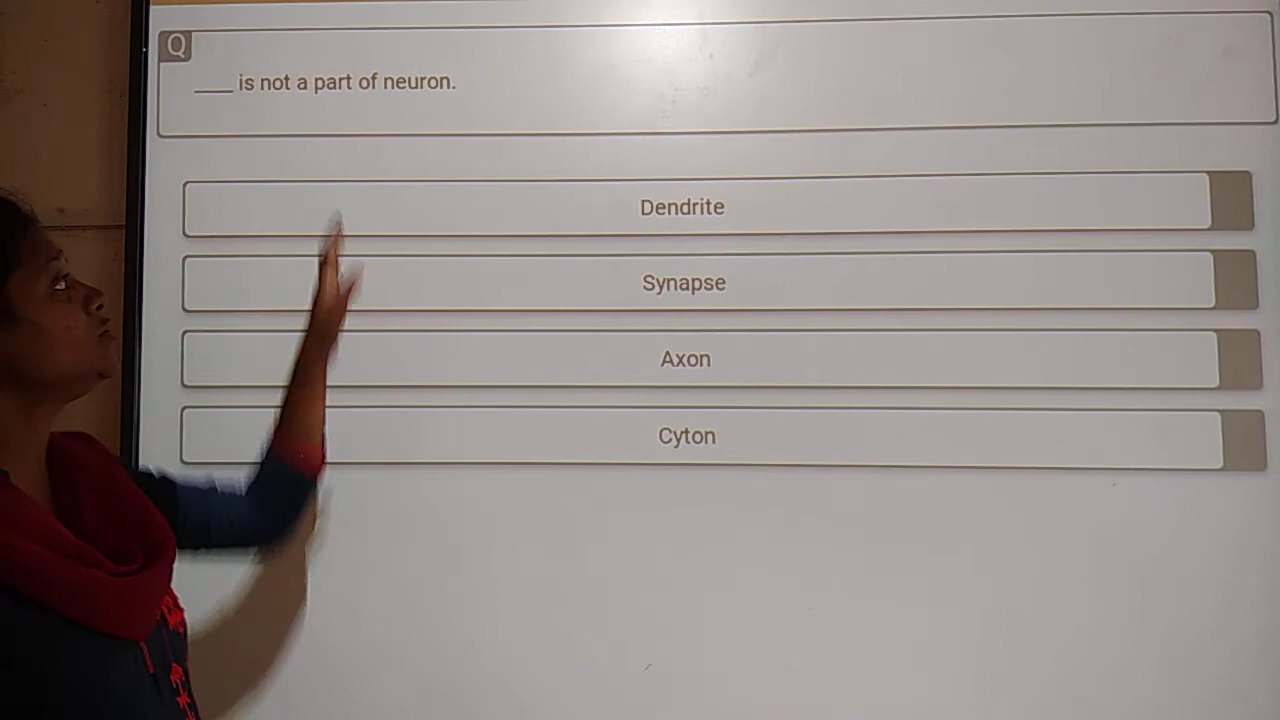 Q
____ is not a part of neuron.
Dendrite
Synapse
Axon
Cyton